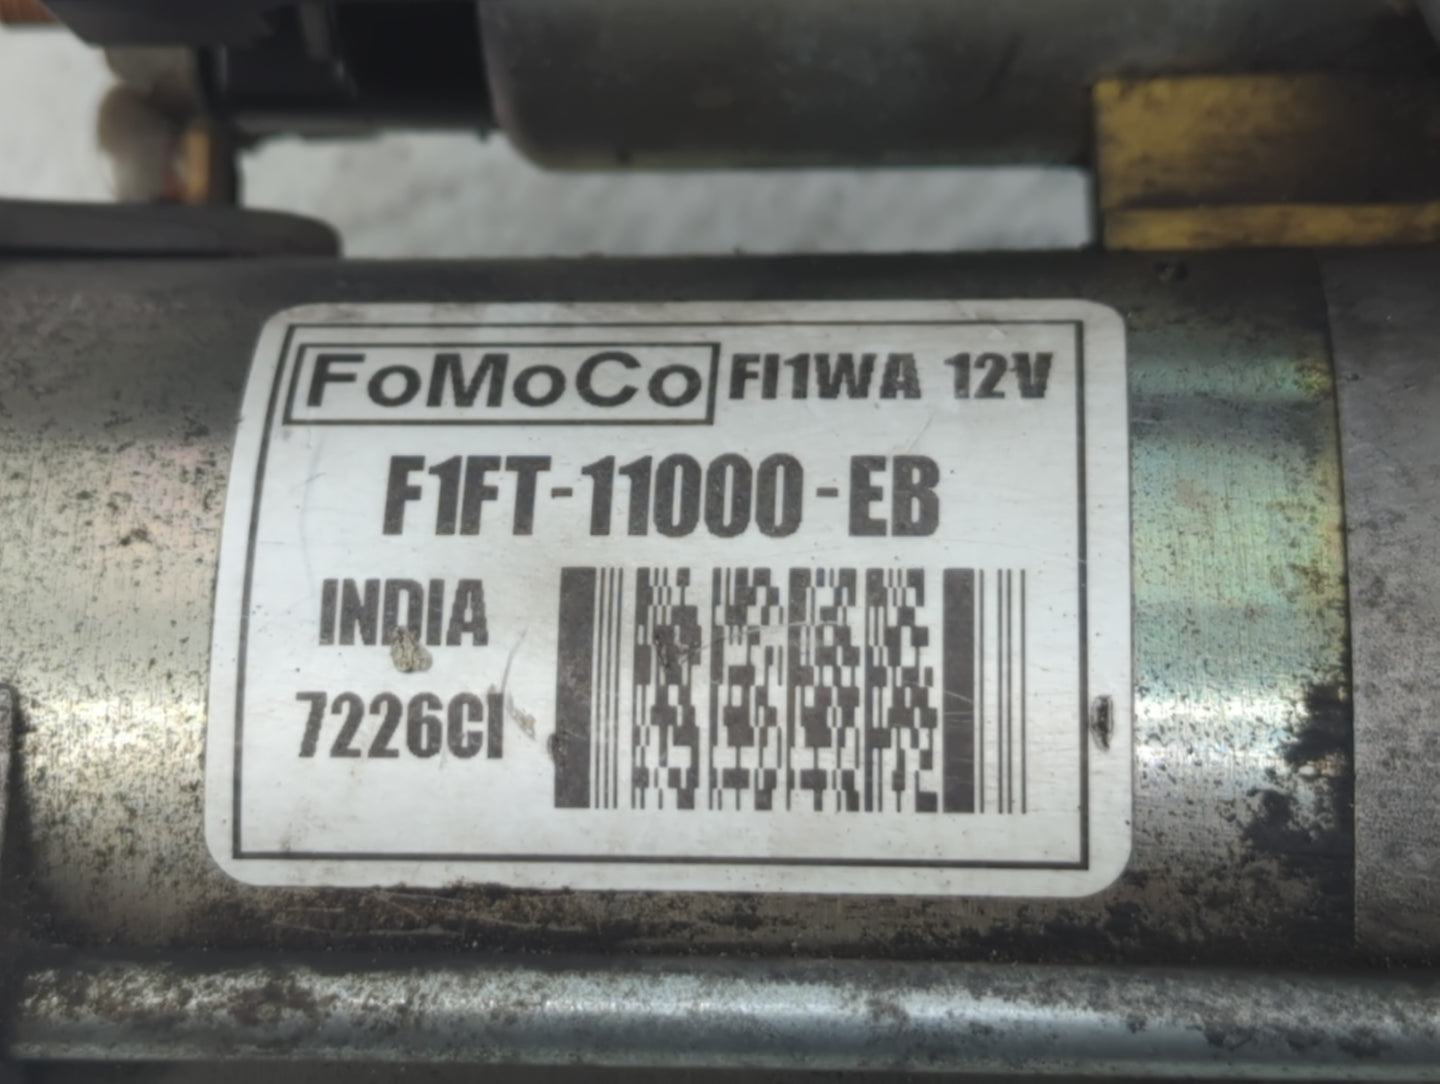 FoMoCo FI1WA 12V
F1FT-11000-EB
INDIA
7226CI